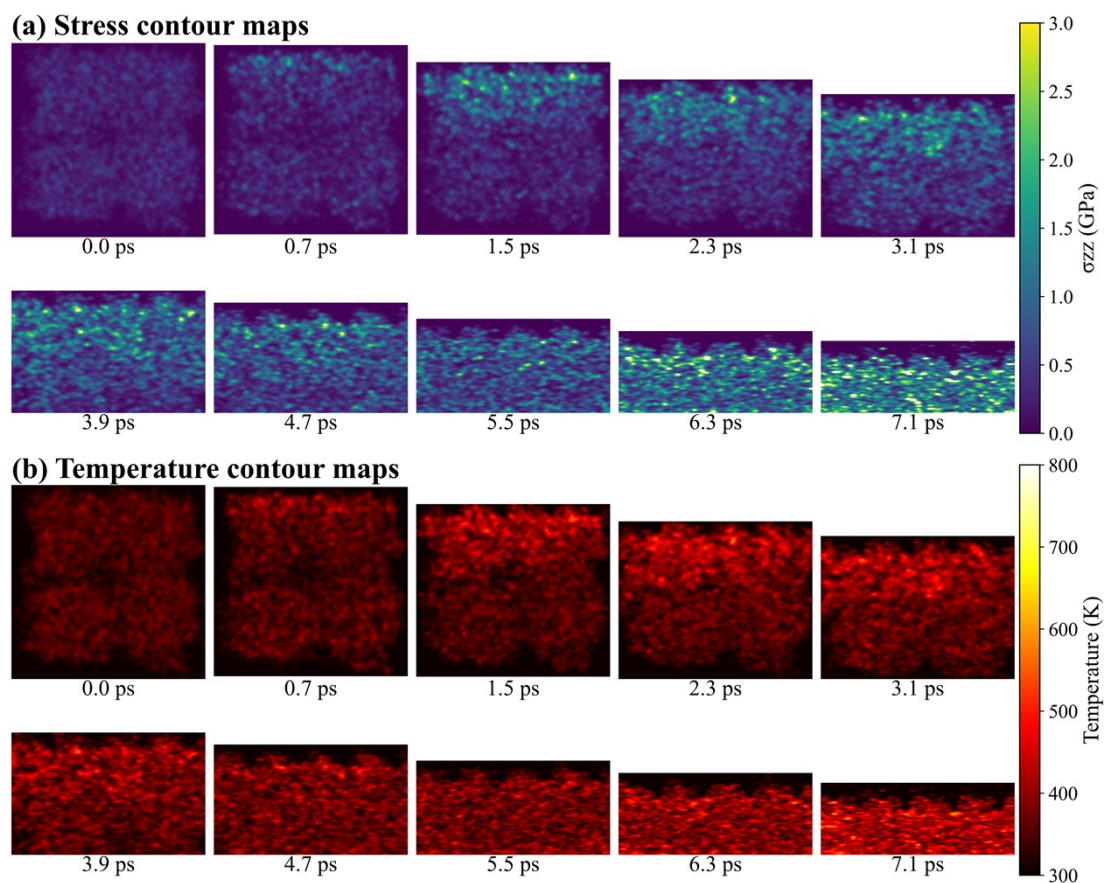 (a) Stress contour maps
0.0 ps 0.7 ps 1.5 ps 2.3 ps 3.1 ps
3.9 ps 4.7 ps 5.5 ps 6.3 ps 7.1 ps
3.0
2.5
2.0
1.5
1.0
0.5
0.0
σzz (GPa)
(b) Temperature contour maps
0.0 ps 0.7 ps 1.5 ps 2.3 ps 3.1 ps
3.9 ps 4.7 ps 5.5 ps 6.3 ps 7.1 ps
800
700
600
500
400
300
Temperature (K)